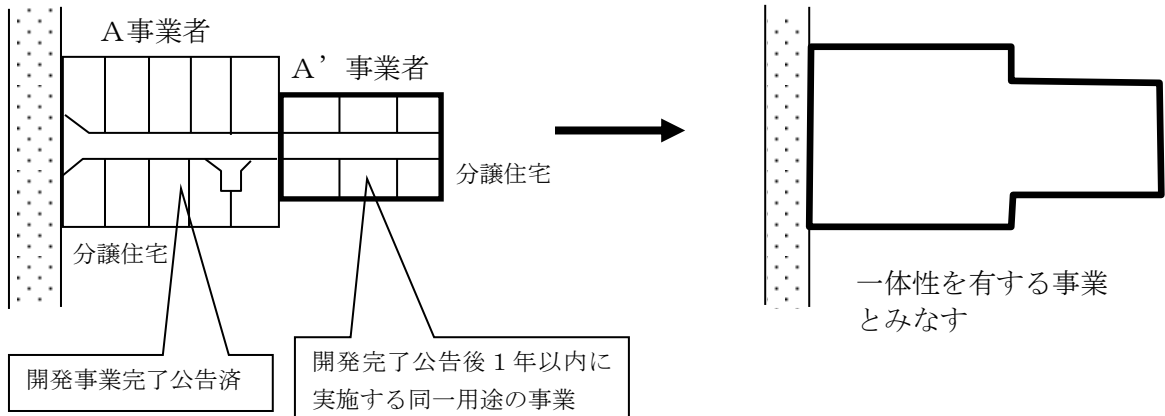 A事業者
A’事業者
分譲住宅
分譲住宅
開発事業完了公告済
開発完了公告後1年以内に
実施する同一用途の事業
一体性を有する事業
とみなす